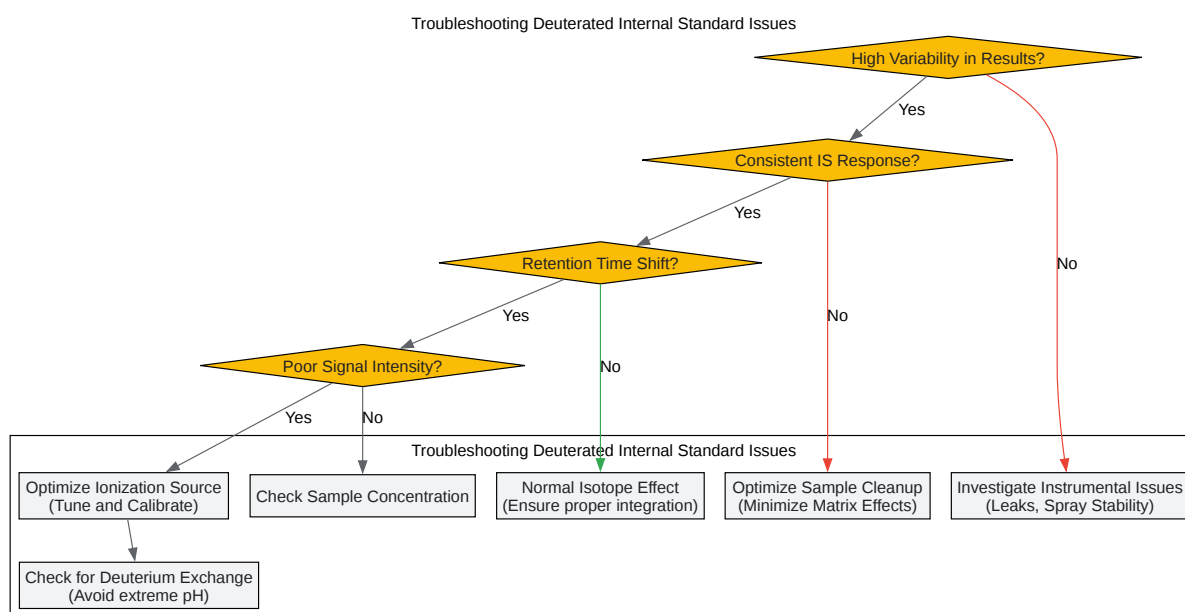 Troubleshooting Deuterated Internal Standard Issues
High Variability in Results?
Yes
Consistent IS Response?
Yes
Retention Time Shift?
No
Yes
No
Poor Signal Intensity?
No
Yes
No
Troubleshooting Deuterated Internal Standard Issues
Optimize Ionization Source
(Tune and Calibrate)
Check Sample Concentration
Normal Isotope Effect
(Ensure proper integration)
Optimize Sample Cleanup
(Minimize Matrix Effects)
Investigate Instrumental Issues
(Leaks, Spray Stability)
Check for Deuterium Exchange
(Avoid extreme pH)